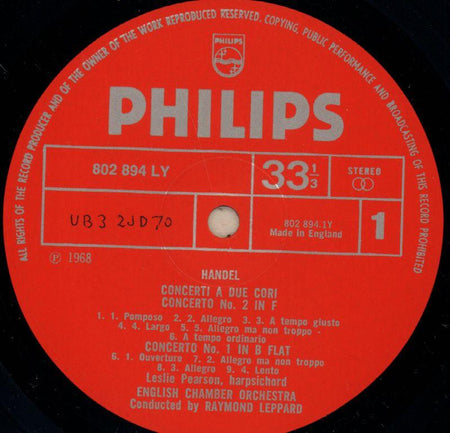 ALL RIGHTS OF THE RECORD PRODUCER AND OF THE OWNER OF THE WORK REPRODUCED RESERVED. COPYING, PUBLIC PERFORMANCE AND BROADCASTING OF THIS RECORD PROHIBITED
PHILIPS
PHILIPS
802 894 LY
33 1/3
STEREO
UB3 2JD70
802 894.1Y
Made in England
1
℗ 1968
HANDEL
CONCERTI A DUE CORI
CONCERTO No. 2 IN F
1. 1. Pomposo 2. 2. Allegro 3. 3. A tempo giusto
4. 4. Largo 5. 5. Allegro ma non troppo -
6. A tempo ordinario
CONCERTO No. 1 IN B FLAT
6. 1. Ouverture 7. 2. Allegro ma non troppo
8. 3. Allegro 9. 4. Lento
Leslie Pearson, harpsichord
ENGLISH CHAMBER ORCHESTRA
Conducted by RAYMOND LEPPARD